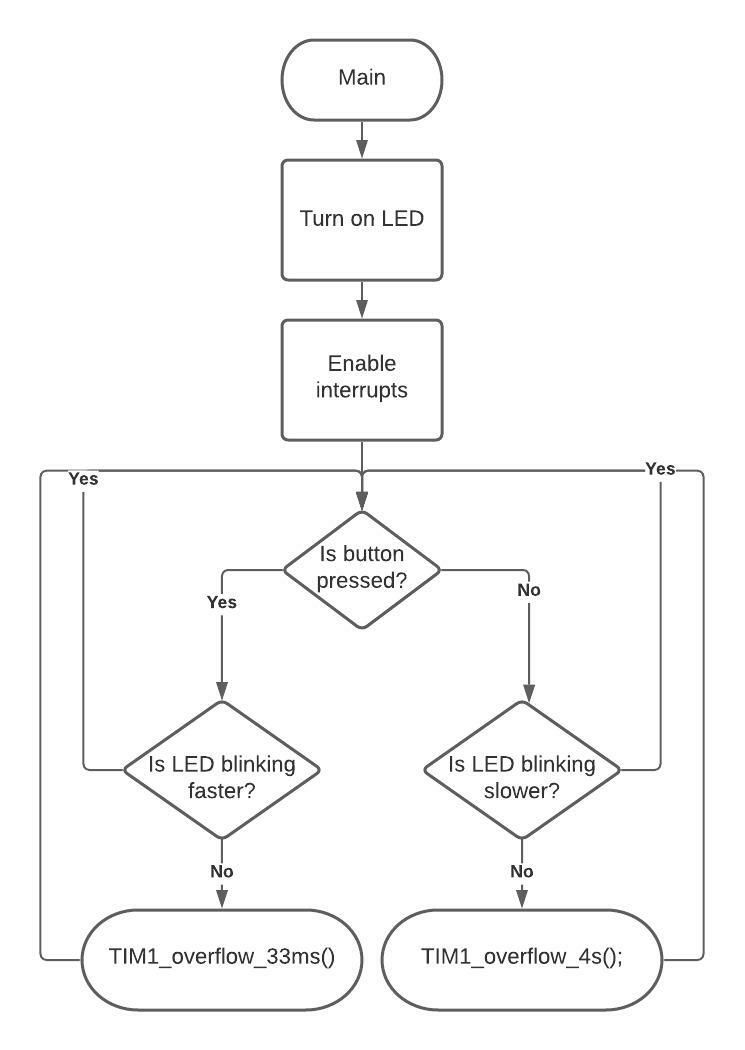 Main
Turn on LED
Enable
interrupts
Yes
Yes
Is button
pressed?
Yes
No
Is LED blinking
faster?
Is LED blinking
slower?
No
No
TIM1_overflow_33ms()
TIM1_overflow_4s();